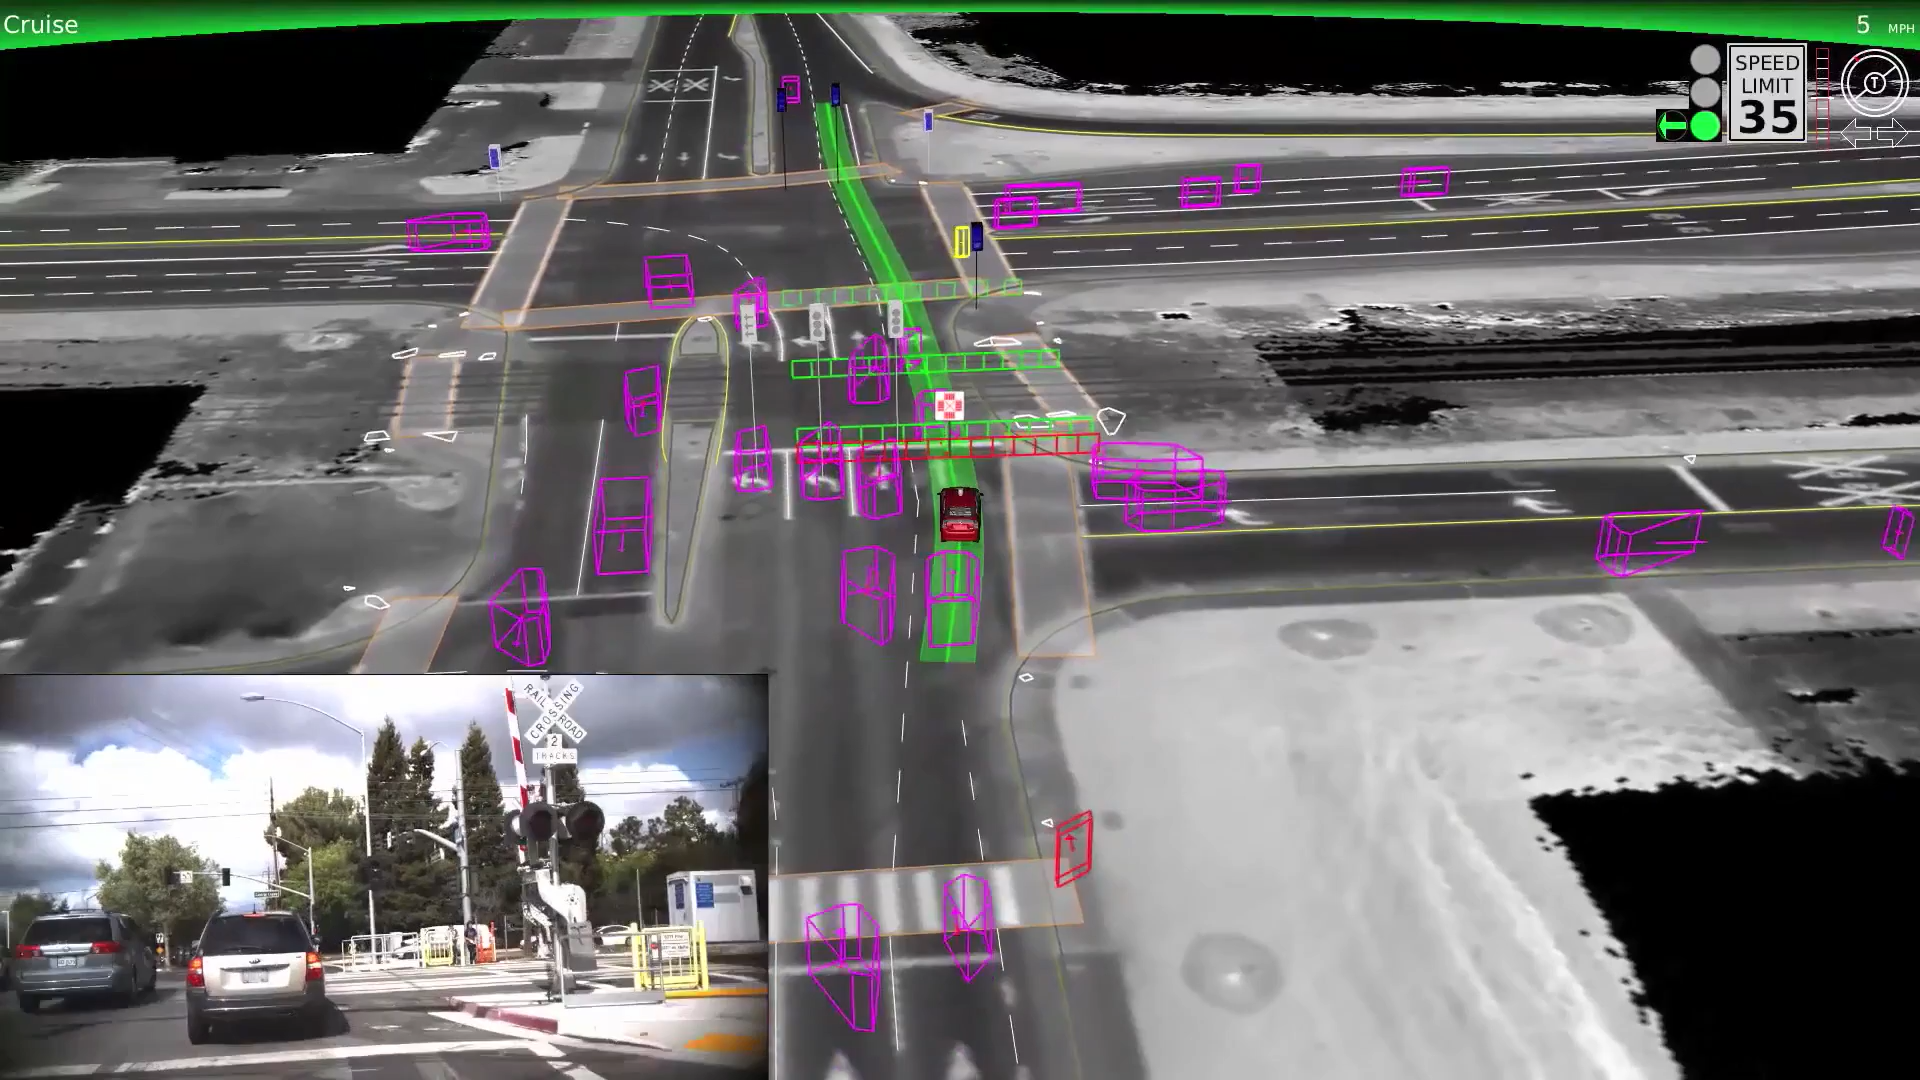 Cruise
5 MPH
SPEED
LIMIT
35
T
RAIL ROAD
CROSSING
2
TRACKS